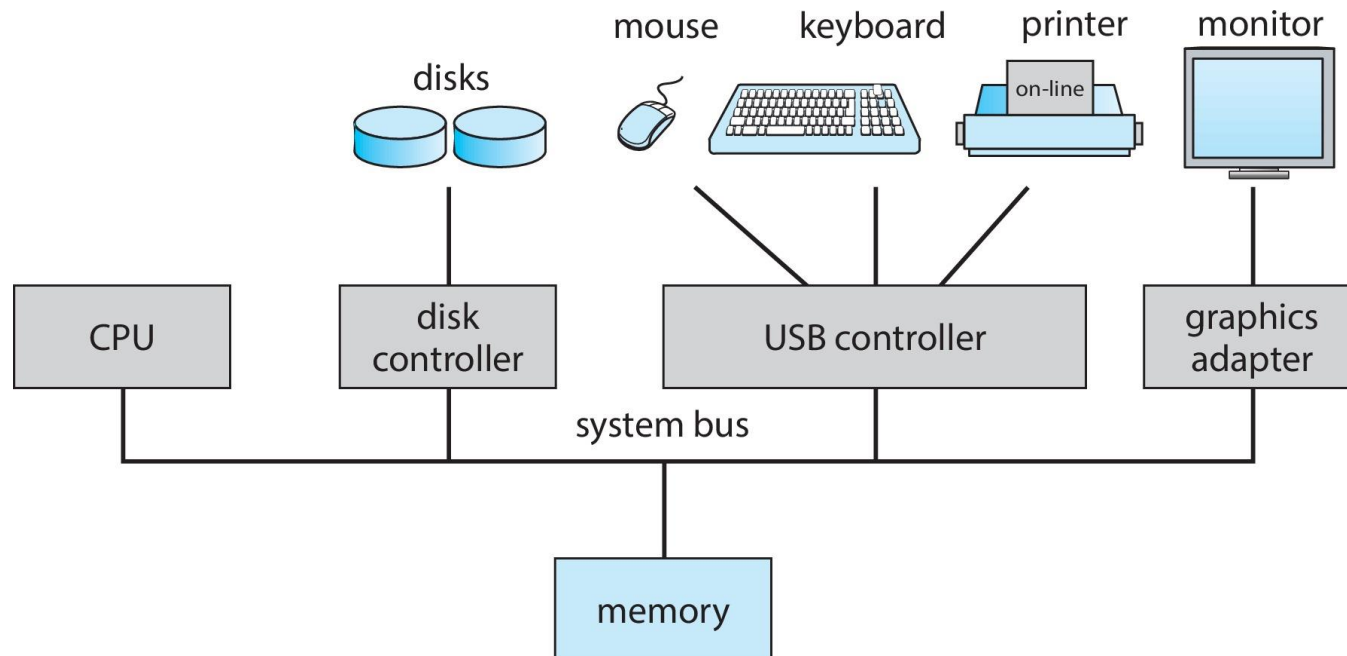 mouse
keyboard
printer
monitor
disks
on-line
CPU
disk
controller
USB controller
graphics
adapter
system bus
memory